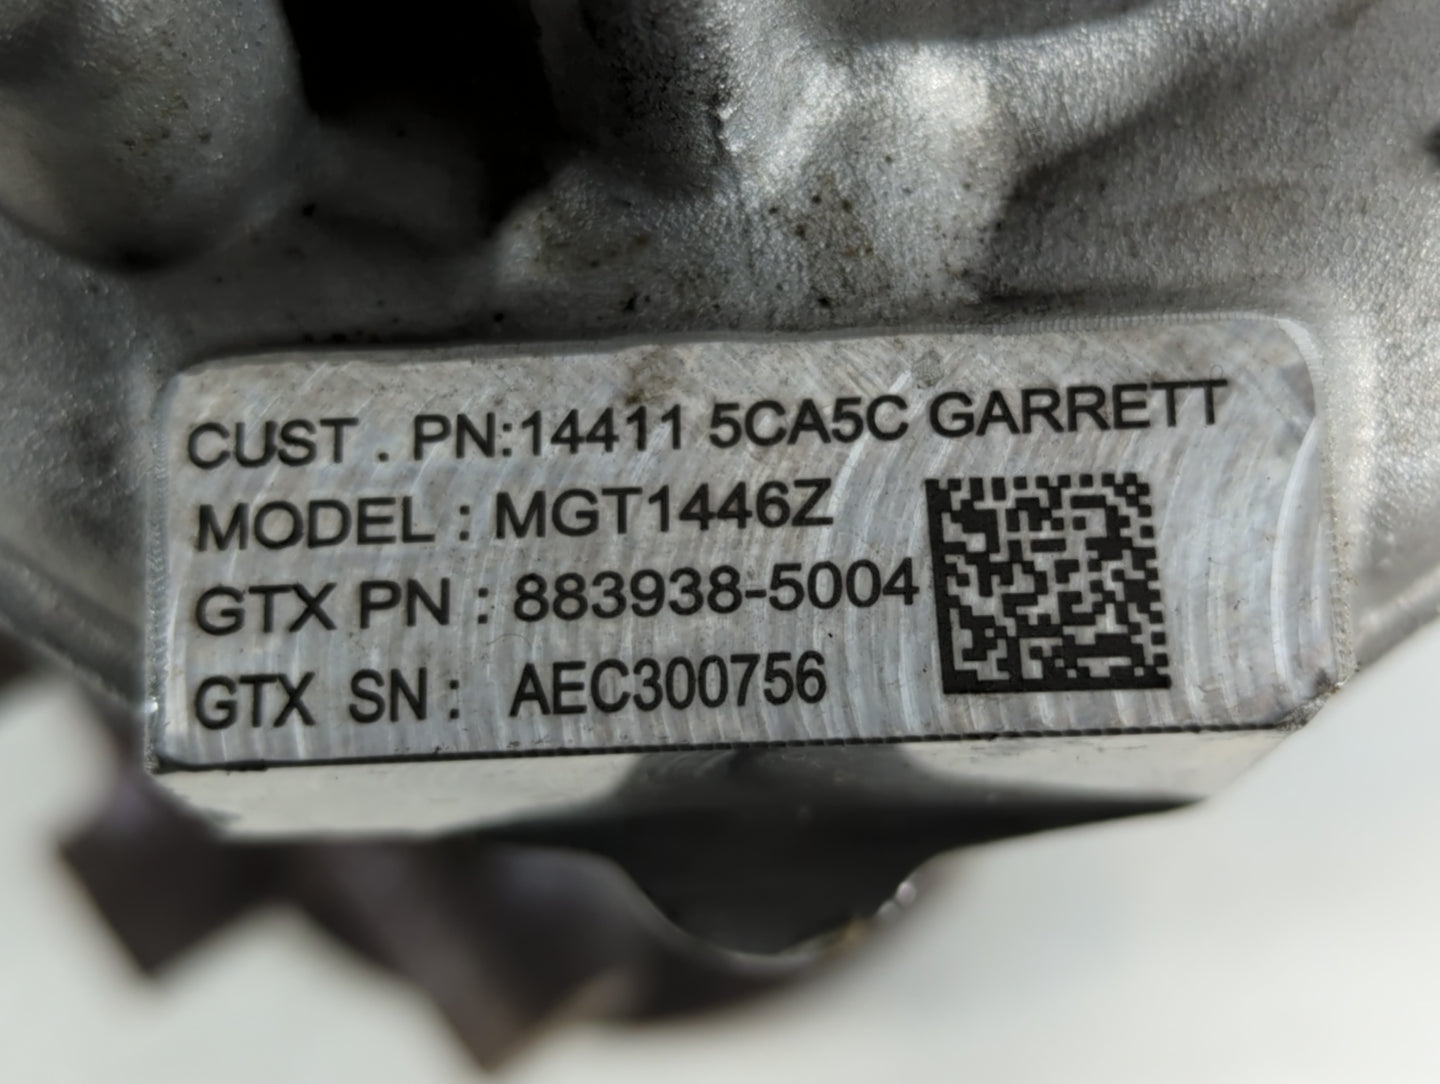 CUST . PN:14411 5CA5C GARRETT
MODEL : MGT1446Z
GTX PN : 883938-5004
GTX SN : AEC300756